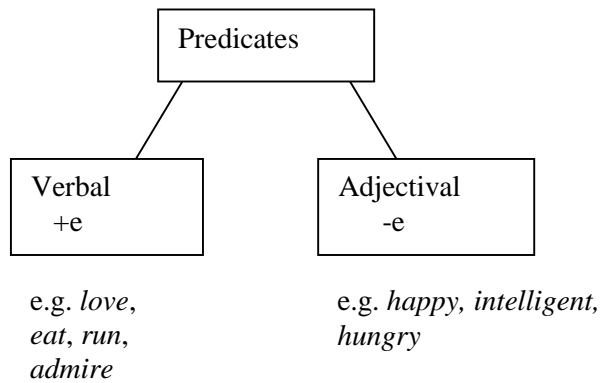 Predicates
Verbal
+e
Adjectival
-e
e.g. love,
eat, run,
admire
e.g. happy, intelligent,
hungry